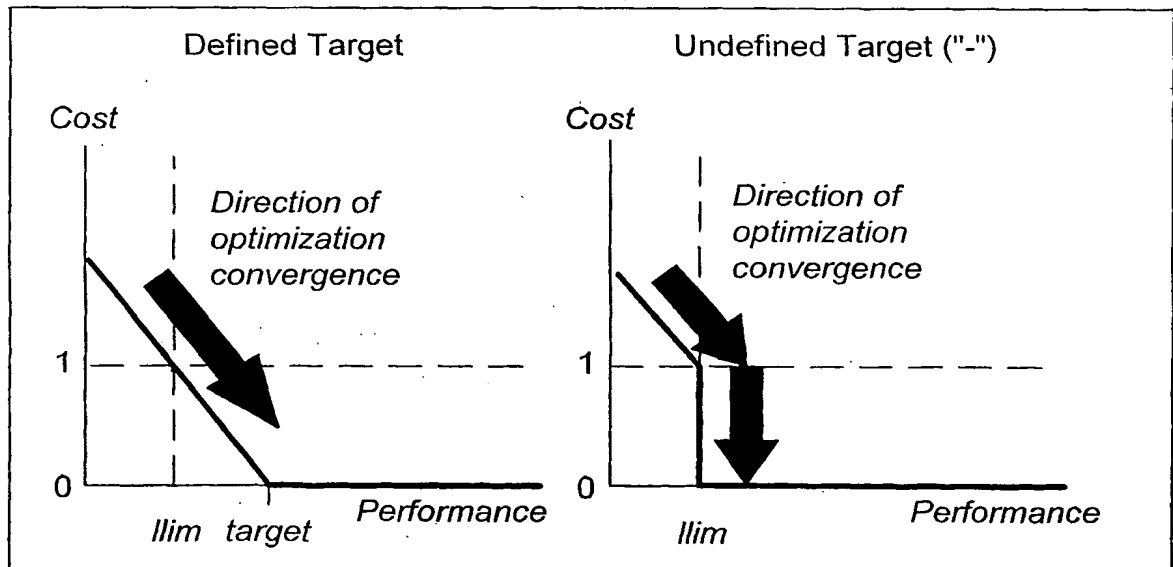 Defined Target
Cost
Direction of
optimization
convergence
1
0
Performance
llim target
Undefined Target ("-")
Cost
Direction of
optimization
convergence
1
0
Performance
llim